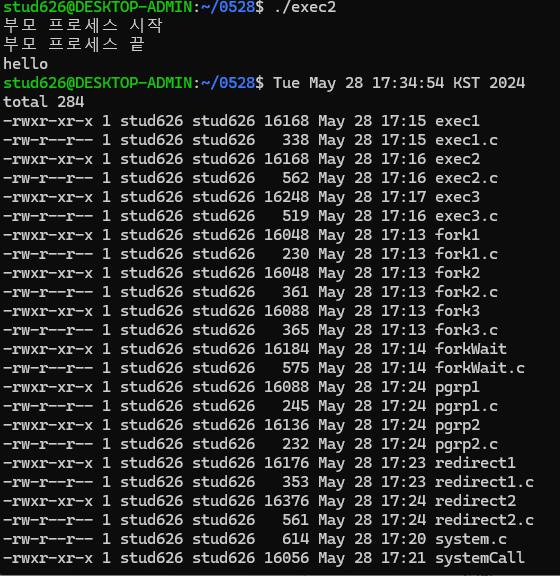 stud626@DESKTOP-ADMIN:~/0528$ ./exec2
부모 프로세스 시작
부모 프로세스 끝
hello
stud626@DESKTOP-ADMIN:~/0528$ Tue May 28 17:34:54 KST 2024
total 284
-rwxr-xr-x 1 stud626 stud626 16168 May 28 17:15 exec1
-rw-r--r-- 1 stud626 stud626   338 May 28 17:15 exec1.c
-rwxr-xr-x 1 stud626 stud626 16168 May 28 17:16 exec2
-rw-r--r-- 1 stud626 stud626   562 May 28 17:16 exec2.c
-rwxr-xr-x 1 stud626 stud626 16248 May 28 17:17 exec3
-rw-r--r-- 1 stud626 stud626   519 May 28 17:16 exec3.c
-rwxr-xr-x 1 stud626 stud626 16048 May 28 17:13 fork1
-rw-r--r-- 1 stud626 stud626   230 May 28 17:13 fork1.c
-rwxr-xr-x 1 stud626 stud626 16048 May 28 17:13 fork2
-rw-r--r-- 1 stud626 stud626   361 May 28 17:13 fork2.c
-rwxr-xr-x 1 stud626 stud626 16088 May 28 17:13 fork3
-rw-r--r-- 1 stud626 stud626   365 May 28 17:13 fork3.c
-rwxr-xr-x 1 stud626 stud626 16184 May 28 17:14 forkWait
-rw-r--r-- 1 stud626 stud626   575 May 28 17:14 forkWait.c
-rwxr-xr-x 1 stud626 stud626 16088 May 28 17:24 pgrp1
-rw-r--r-- 1 stud626 stud626   245 May 28 17:24 pgrp1.c
-rwxr-xr-x 1 stud626 stud626 16136 May 28 17:24 pgrp2
-rw-r--r-- 1 stud626 stud626   232 May 28 17:24 pgrp2.c
-rwxr-xr-x 1 stud626 stud626 16176 May 28 17:23 redirect1
-rw-r--r-- 1 stud626 stud626   353 May 28 17:23 redirect1.c
-rwxr-xr-x 1 stud626 stud626 16376 May 28 17:24 redirect2
-rw-r--r-- 1 stud626 stud626   561 May 28 17:24 redirect2.c
-rw-r--r-- 1 stud626 stud626   614 May 28 17:20 system.c
-rwxr-xr-x 1 stud626 stud626 16056 May 28 17:21 systemCall